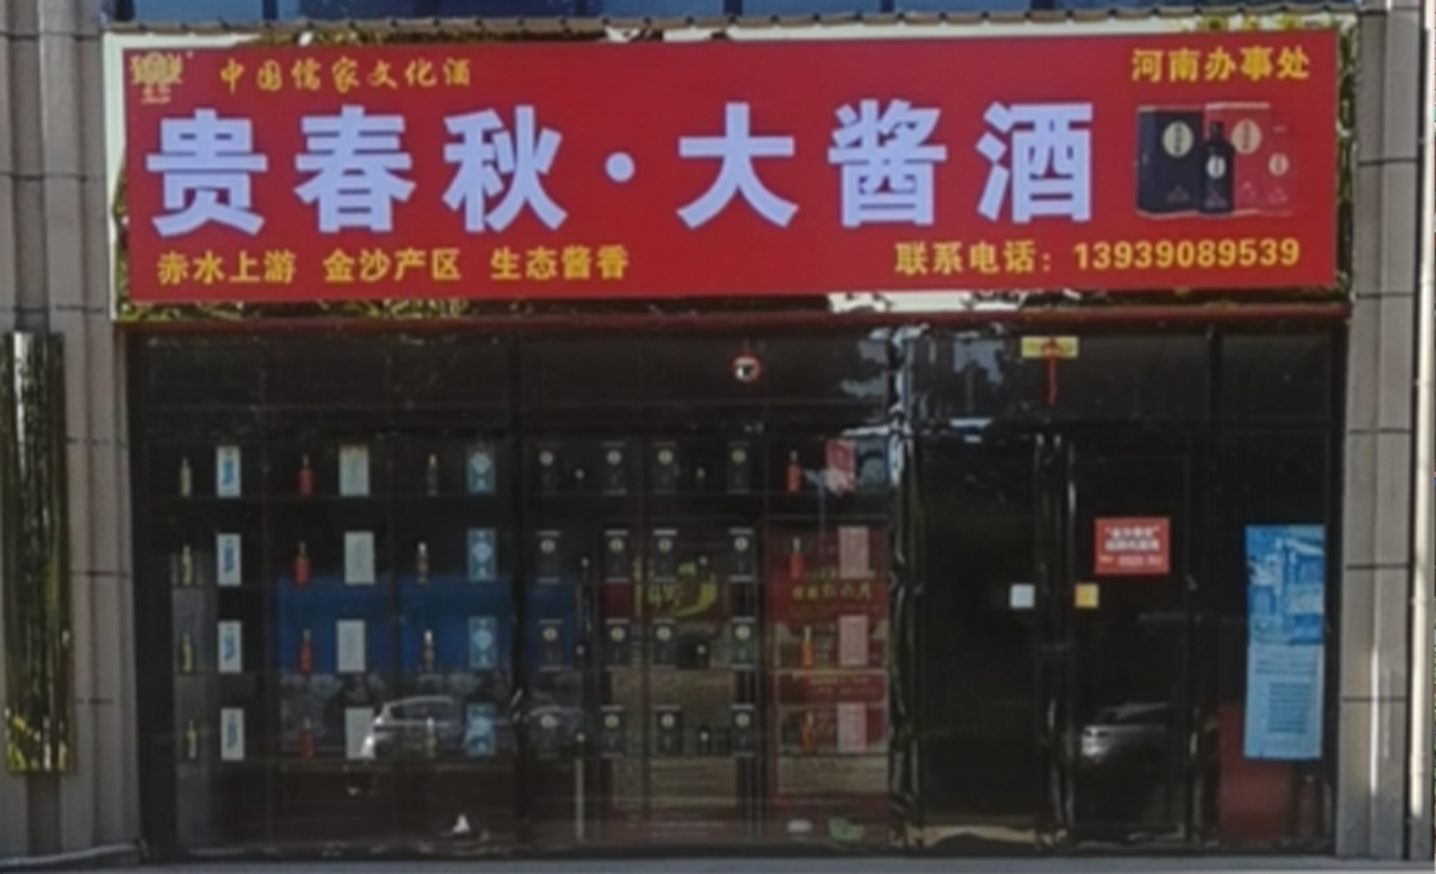 中国儒家文化酒
河南办事处
贵春秋·大酱酒
赤水上游 金沙产区 生态酱香
联系电话：13939089539